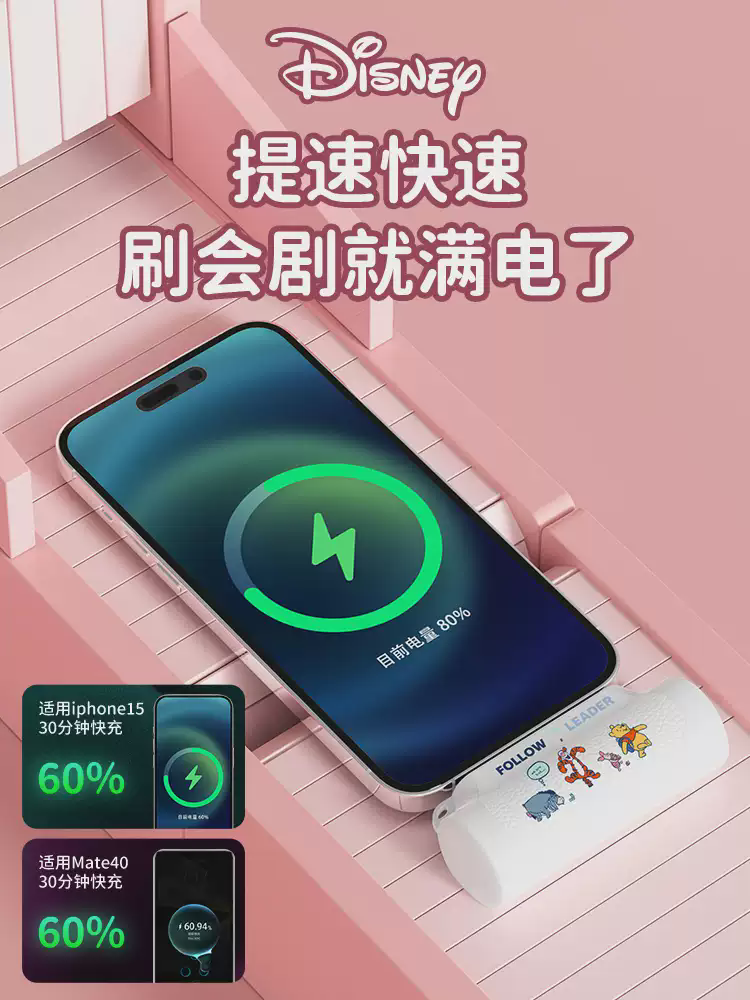 Disney
提速快速
刷会剧就满电了
目前电量 80%
FOLLOW LEADER
适用iphone15
30分钟快充
60%
目前电量 60%
适用Mate40
30分钟快充
60%
60.94%